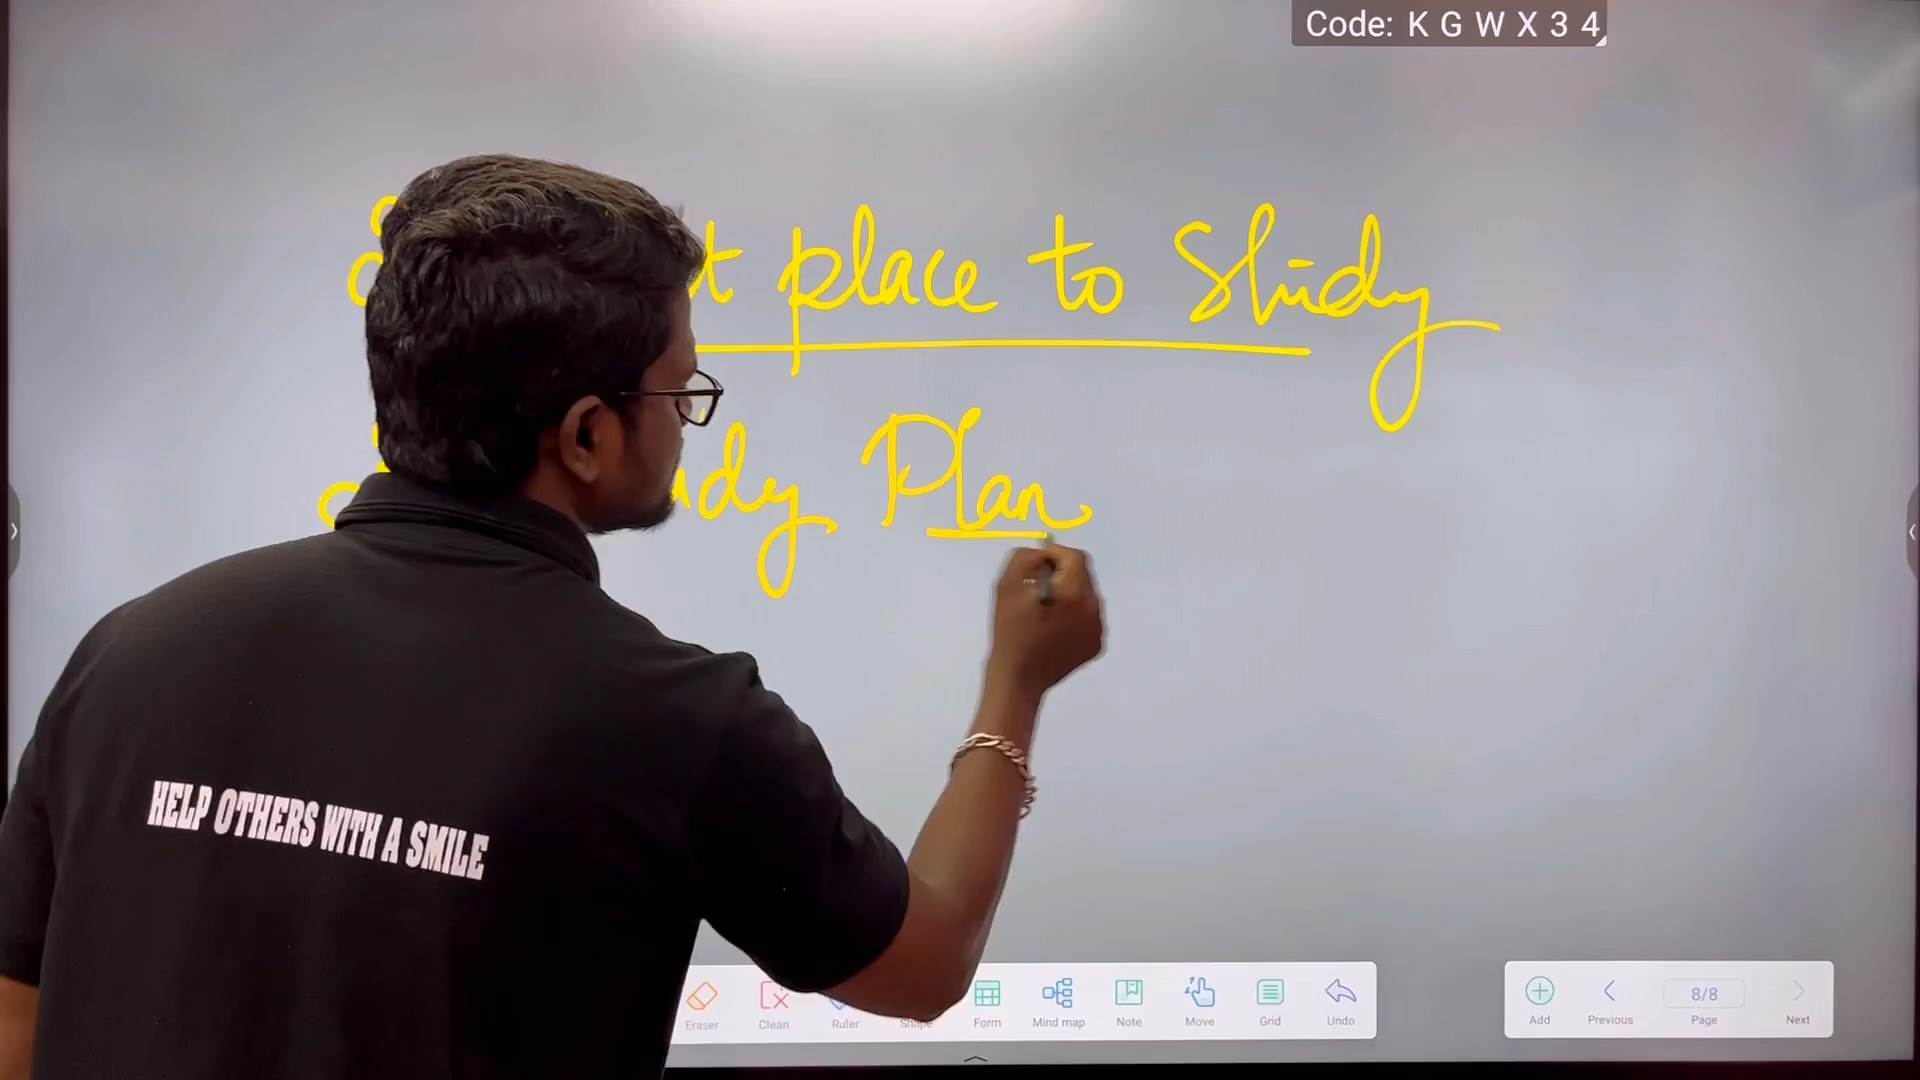 Code: K G W X 3 4
place to Study
Plan
HELP OTHERS WITH A SMILE
Eraser Clean Ruler Shape Form Mind map Note Move Grid Undo
Add Previous 8/8 Page Next